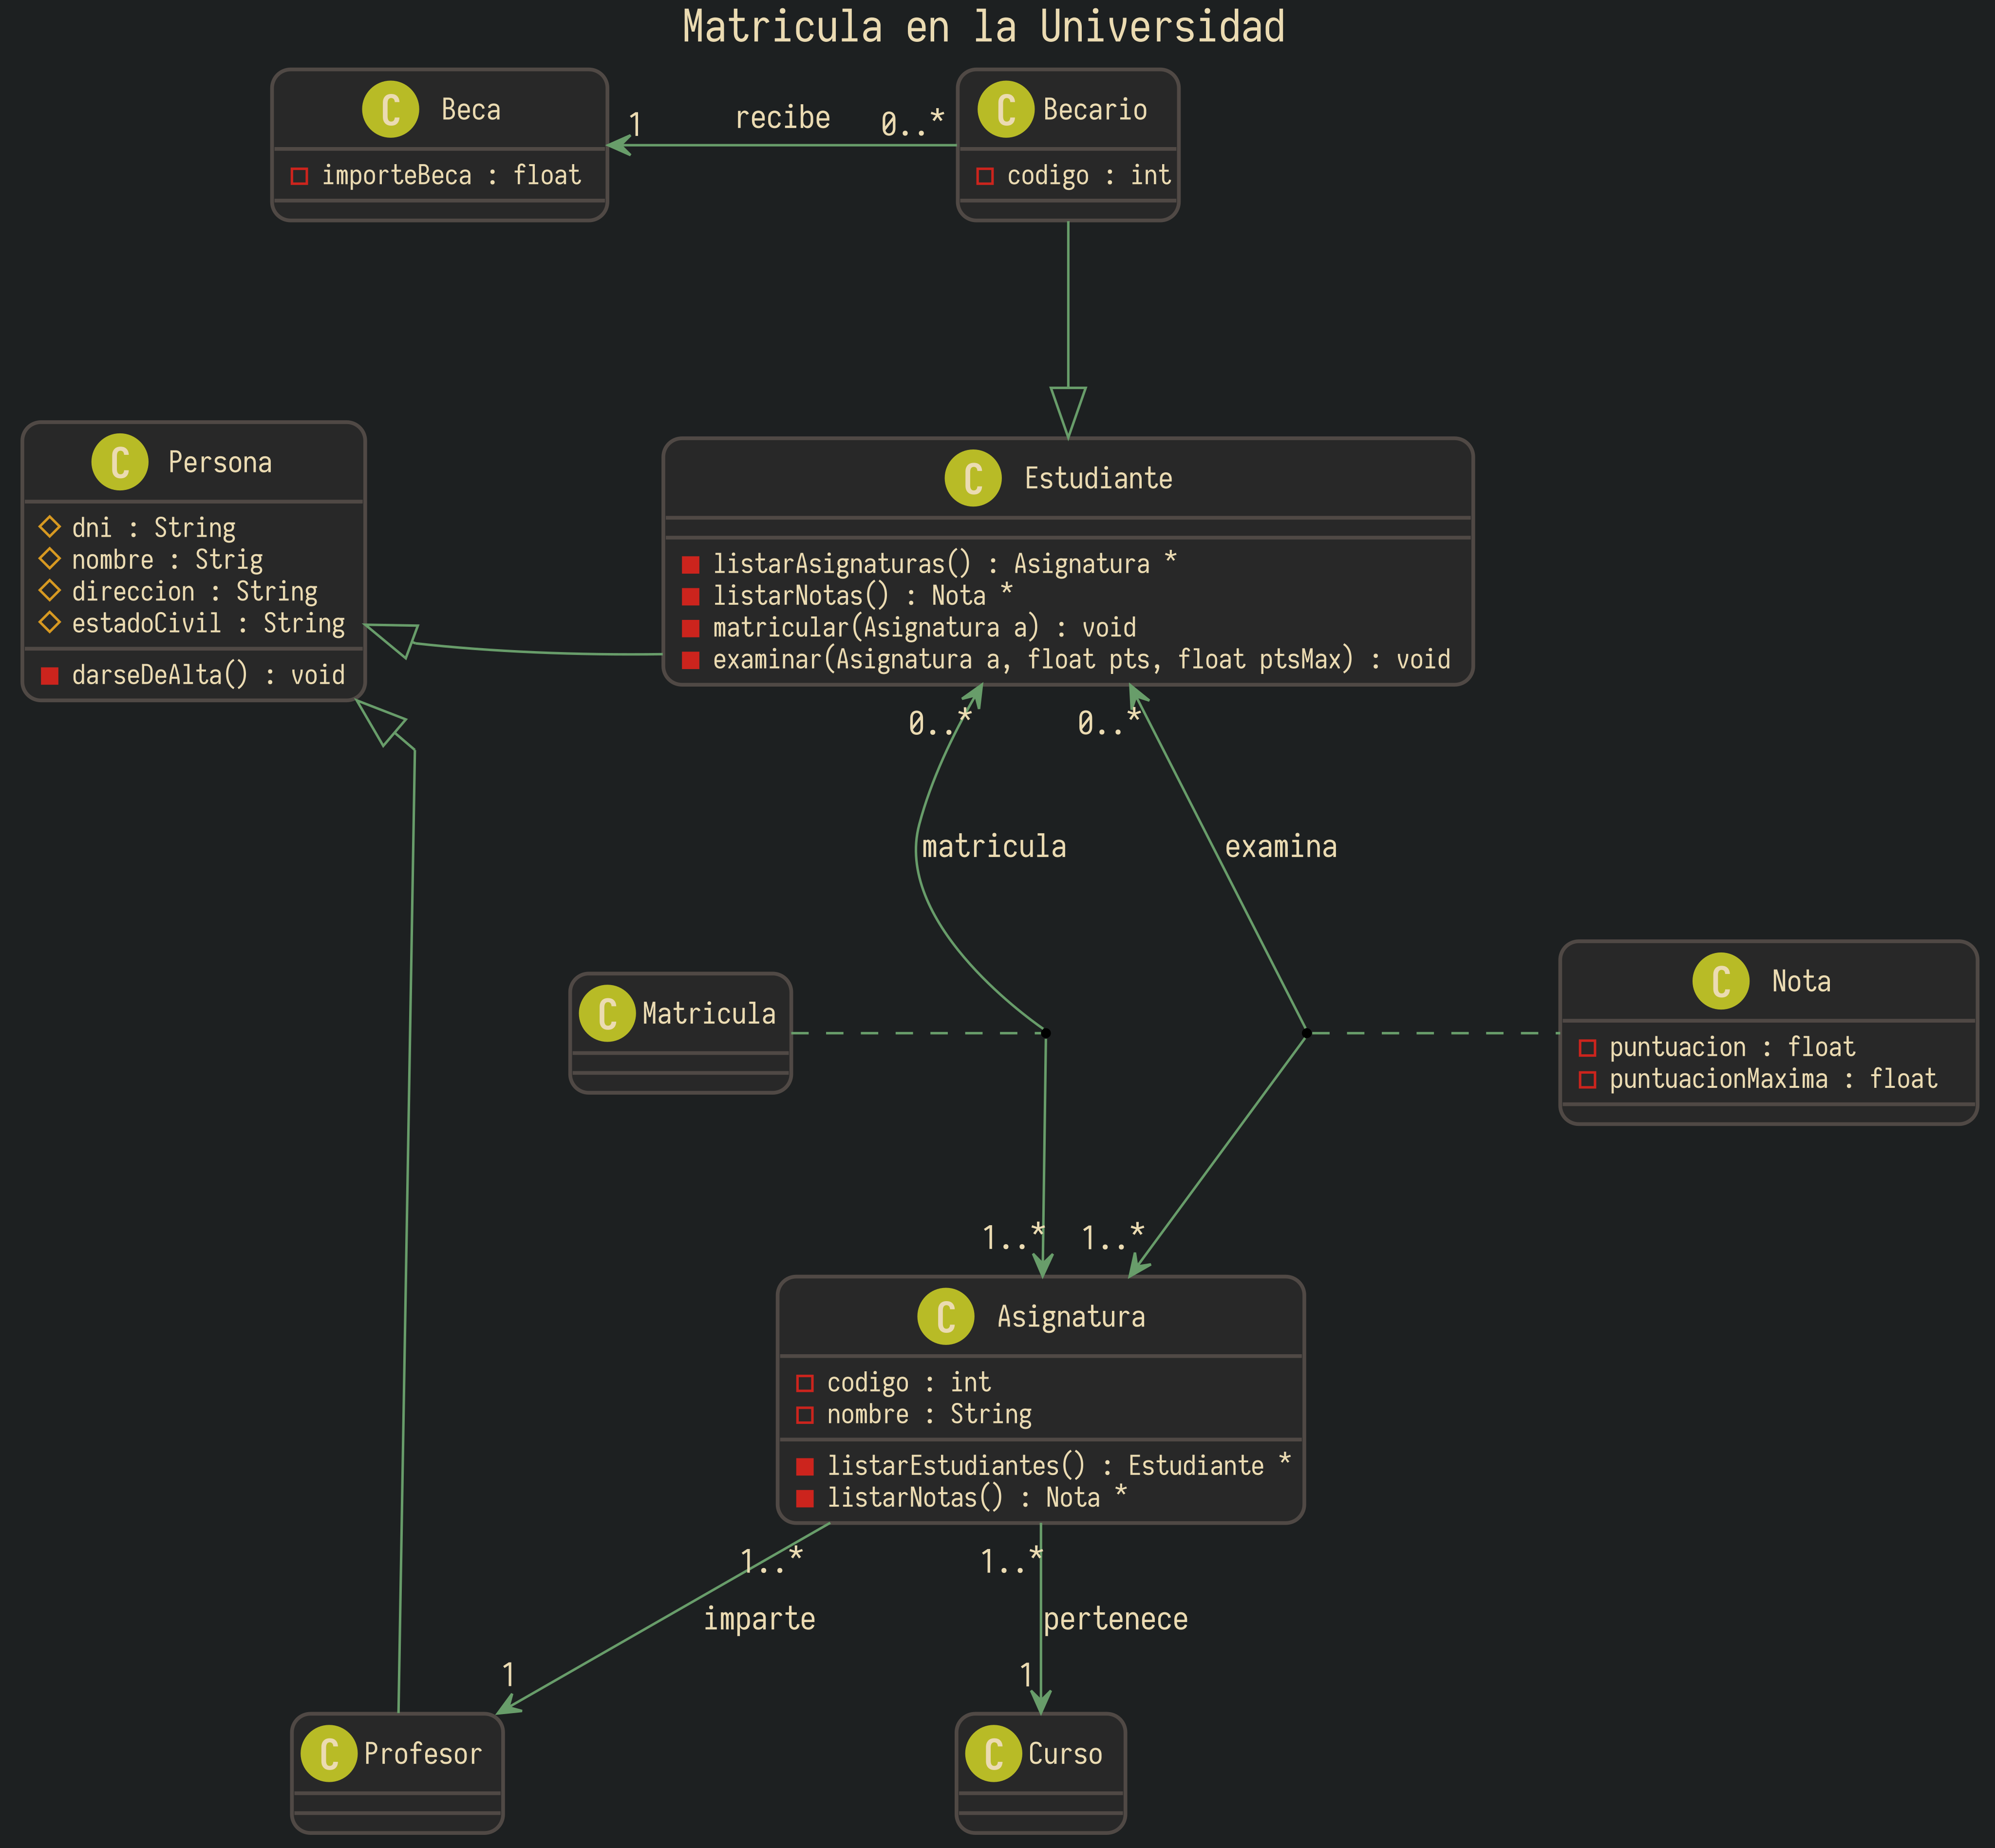 Matricula en la Universidad
C Beca
importeBeca : float
1 recibe 0..*
C Becario
codigo : int
C Persona
dni : String
nombre : Strig
direccion : String
estadoCivil : String
darseDeAlta() : void
C Estudiante
listarAsignaturas() : Asignatura *
listarNotas() : Nota *
matricular(Asignatura a) : void
examinar(Asignatura a, float pts, float ptsMax) : void
0..* 0..*
matricula examina
C Matricula
C Nota
puntuacion : float
puntuacionMaxima : float
1..* 1..*
C Asignatura
codigo : int
nombre : String
listarEstudiantes() : Estudiante *
listarNotas() : Nota *
1..* 1..*
imparte pertenece
1 1
C Profesor
C Curso